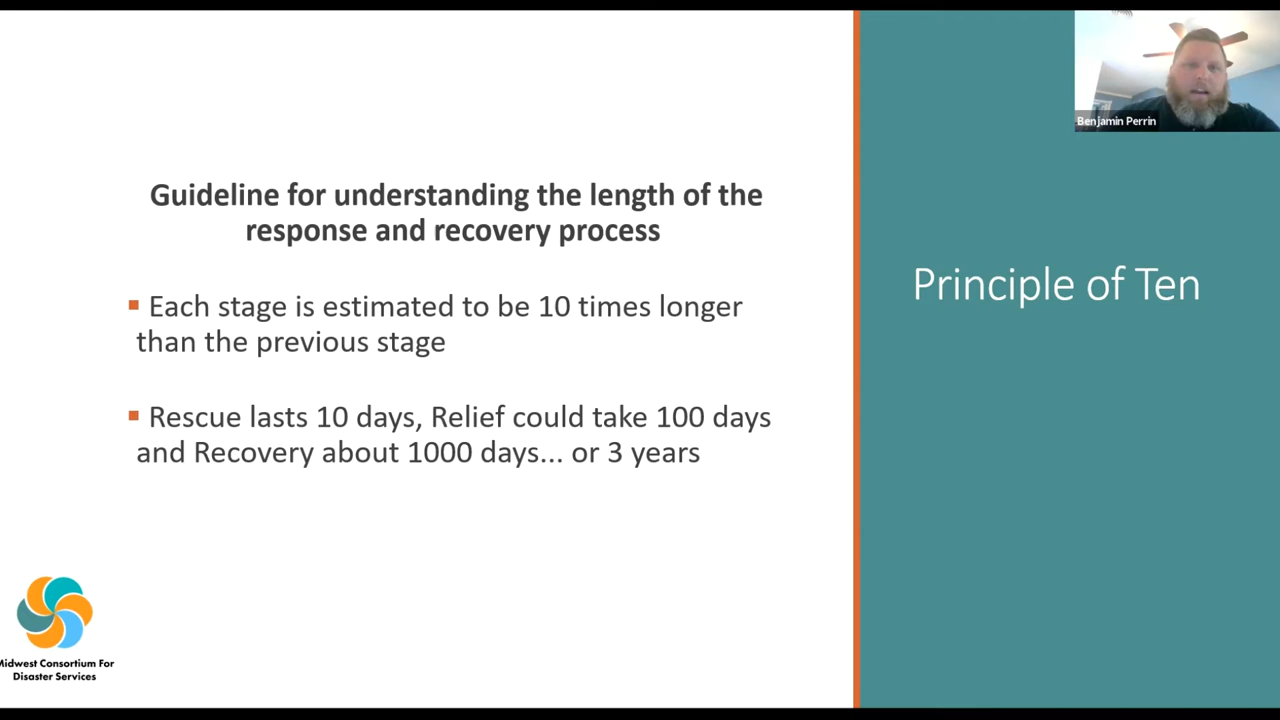 Benjamin Perrin
Guideline for understanding the length of the
response and recovery process
Each stage is estimated to be 10 times longer
than the previous stage
Rescue lasts 10 days, Relief could take 100 days
and Recovery about 1000 days... or 3 years
Principle of Ten
Midwest Consortium For
Disaster Services